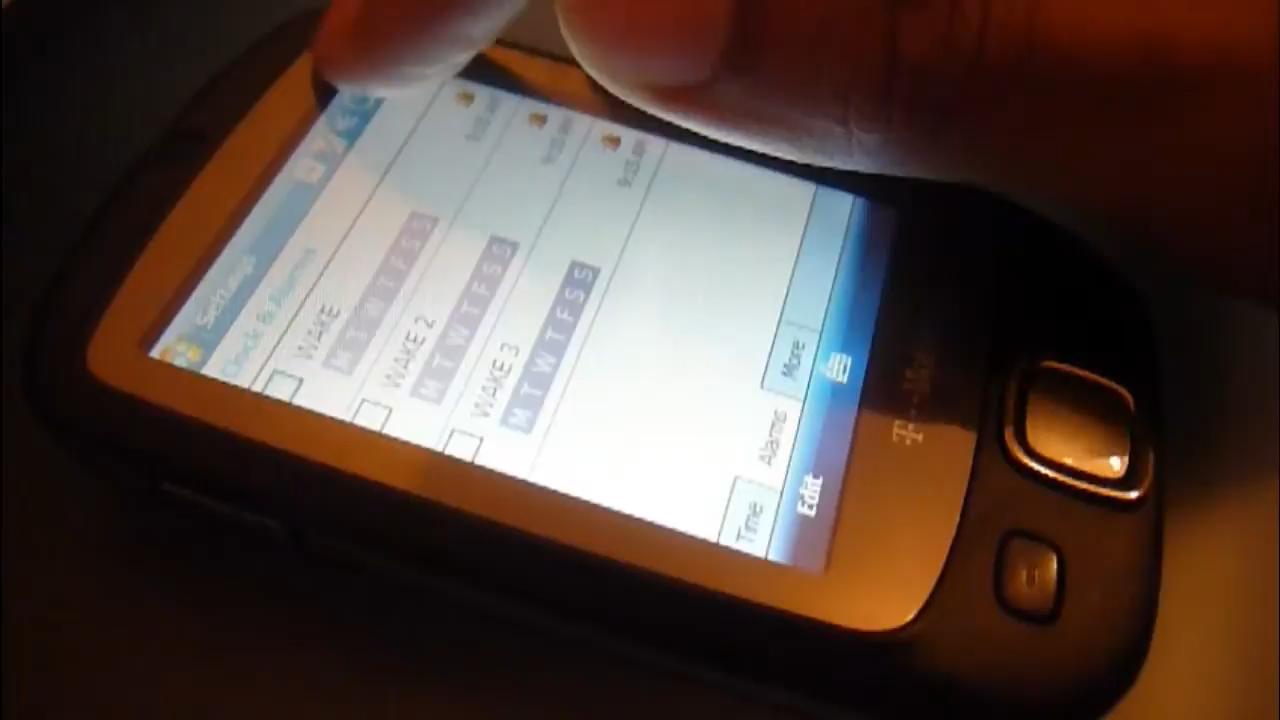 Settings
Clock & Alarms
WAKE
M T W T F S S
WAKE 2
M T W T F S S
WAKE 3
M T W T F S S
Time Alarms More
Edit